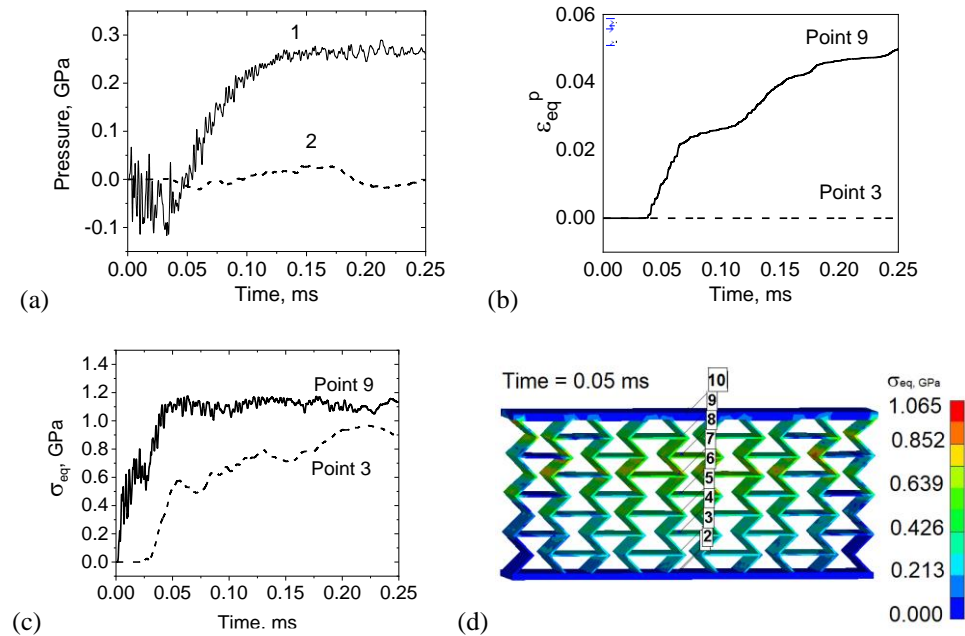 1
2
0.3
0.2
0.1
0.0
-0.1
Pressure, GPa
0.00 0.05 0.10 0.15 0.20 0.25
Time, ms
(a)
0.06
0.04
0.02
0.00
εeq^p
Point 9
Point 3
0.00 0.05 0.10 0.15 0.20 0.25
Time, ms
(b)
1.4
1.2
1.0
0.8
0.6
0.4
0.2
0.0
σeq, GPa
Point 9
Point 3
0.00 0.05 0.10 0.15 0.20 0.25
Time, ms
(c)
Time = 0.05 ms
10
9
8
7
6
5
4
3
2
σeq, GPa
1.065
0.852
0.639
0.426
0.213
0.000
(d)